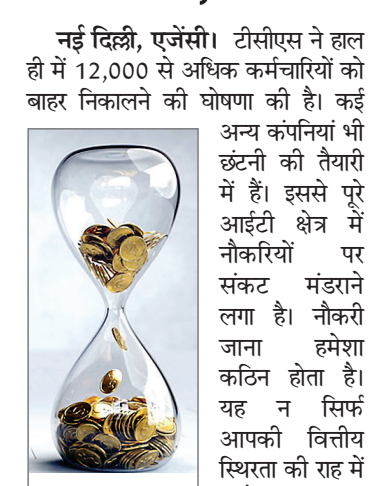 नई दिल्ली, एजेंसी। टीसीएस ने हाल
ही में 12,000 से अधिक कर्मचारियों को
बाहर निकालने की घोषणा की है। कई
अन्य कंपनियां भी
छंटनी की तैयारी
में हैं। इससे पूरे
आईटी क्षेत्र में
नौकरियों पर
संकट मंडराने
लगा है। नौकरी
जाना हमेशा
कठिन होता है।
यह न सिर्फ
आपकी वित्तीय
स्थिरता की राह में